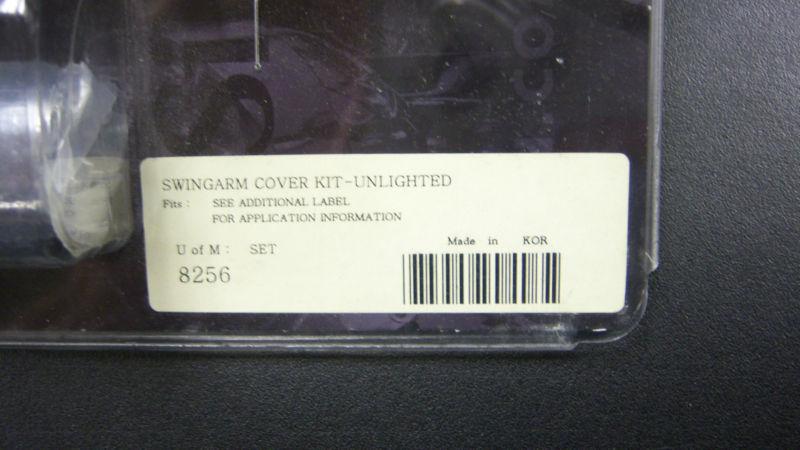 SWINGARM COVER KIT-UNLIGHTED
Fits : SEE ADDITIONAL LABEL
FOR APPLICATION INFORMATION
U of M : SET
Made in KOR
8256